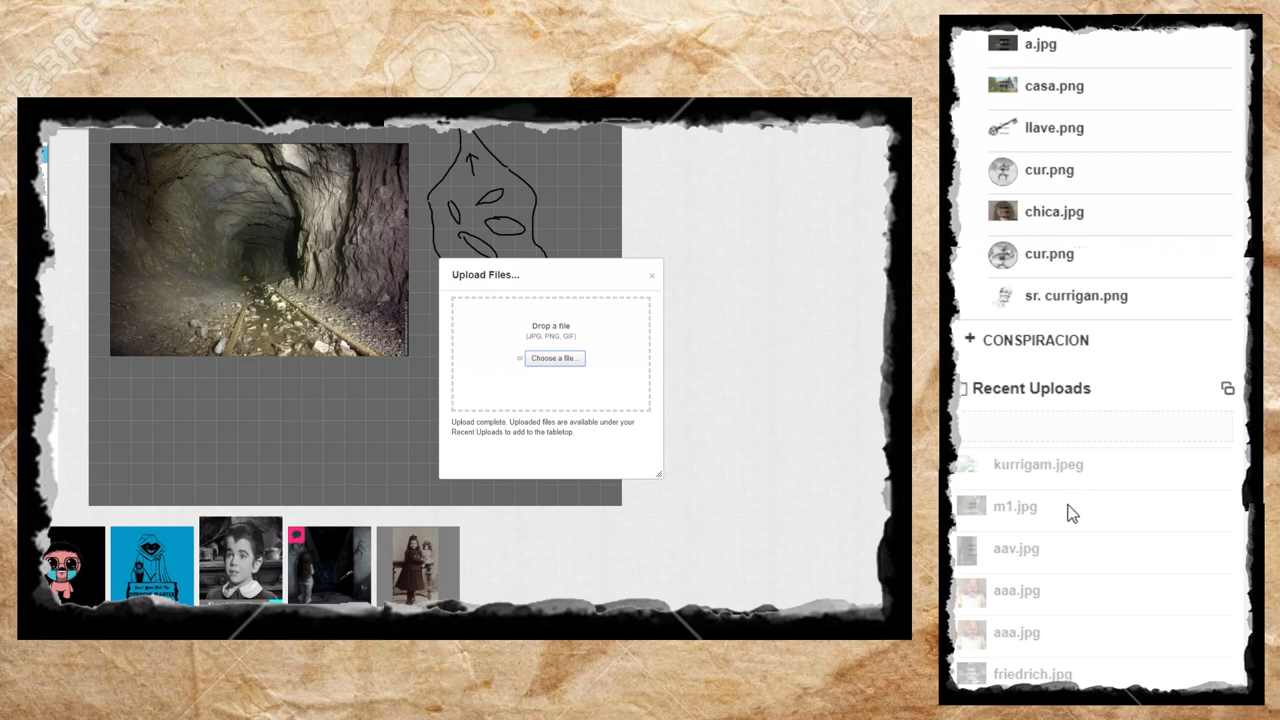 123RF
123RF
Upload Files...
×
Drop a file
(JPG, PNG, GIF)
or Choose a file...
Upload complete. Uploaded files are available under your
Recent Uploads to add to the tabletop.
a.jpg
casa.png
llave.png
cur.png
chica.jpg
cur.png
sr. currigan.png
+ CONSPIRACION
Recent Uploads
kurrigam.jpeg
m1.jpg
aav.jpg
aaa.jpg
aaa.jpg
friedrich.jpg